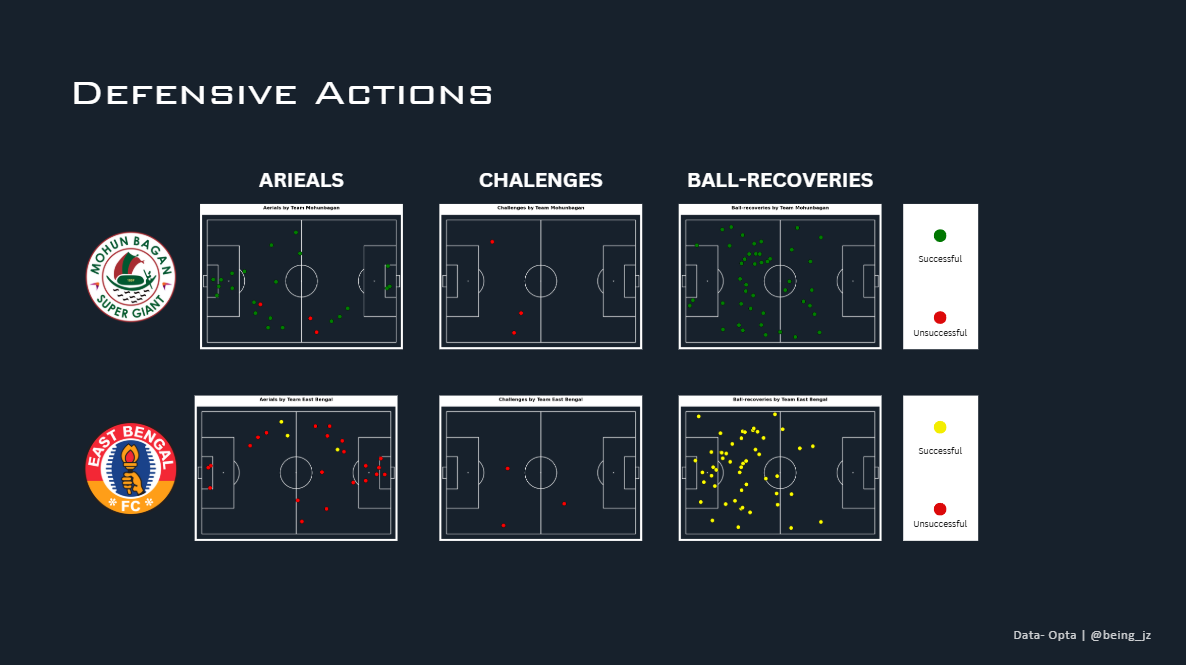 DEFENSIVE ACTIONS
ARIEALS
CHALENGES
BALL-RECOVERIES
Aerials by Team Mohunbagan
Challenges by Team Mohunbagan
Ball-recoveries by Team Mohunbagan
MOHUN BAGAN
SUPER GIANT
Successful
Unsuccessful
Aerials by Team East Bengal
Challenges by Team East Bengal
Ball-recoveries by Team East Bengal
EAST BENGAL
FC
Successful
Unsuccessful
Data- Opta | @being_jz